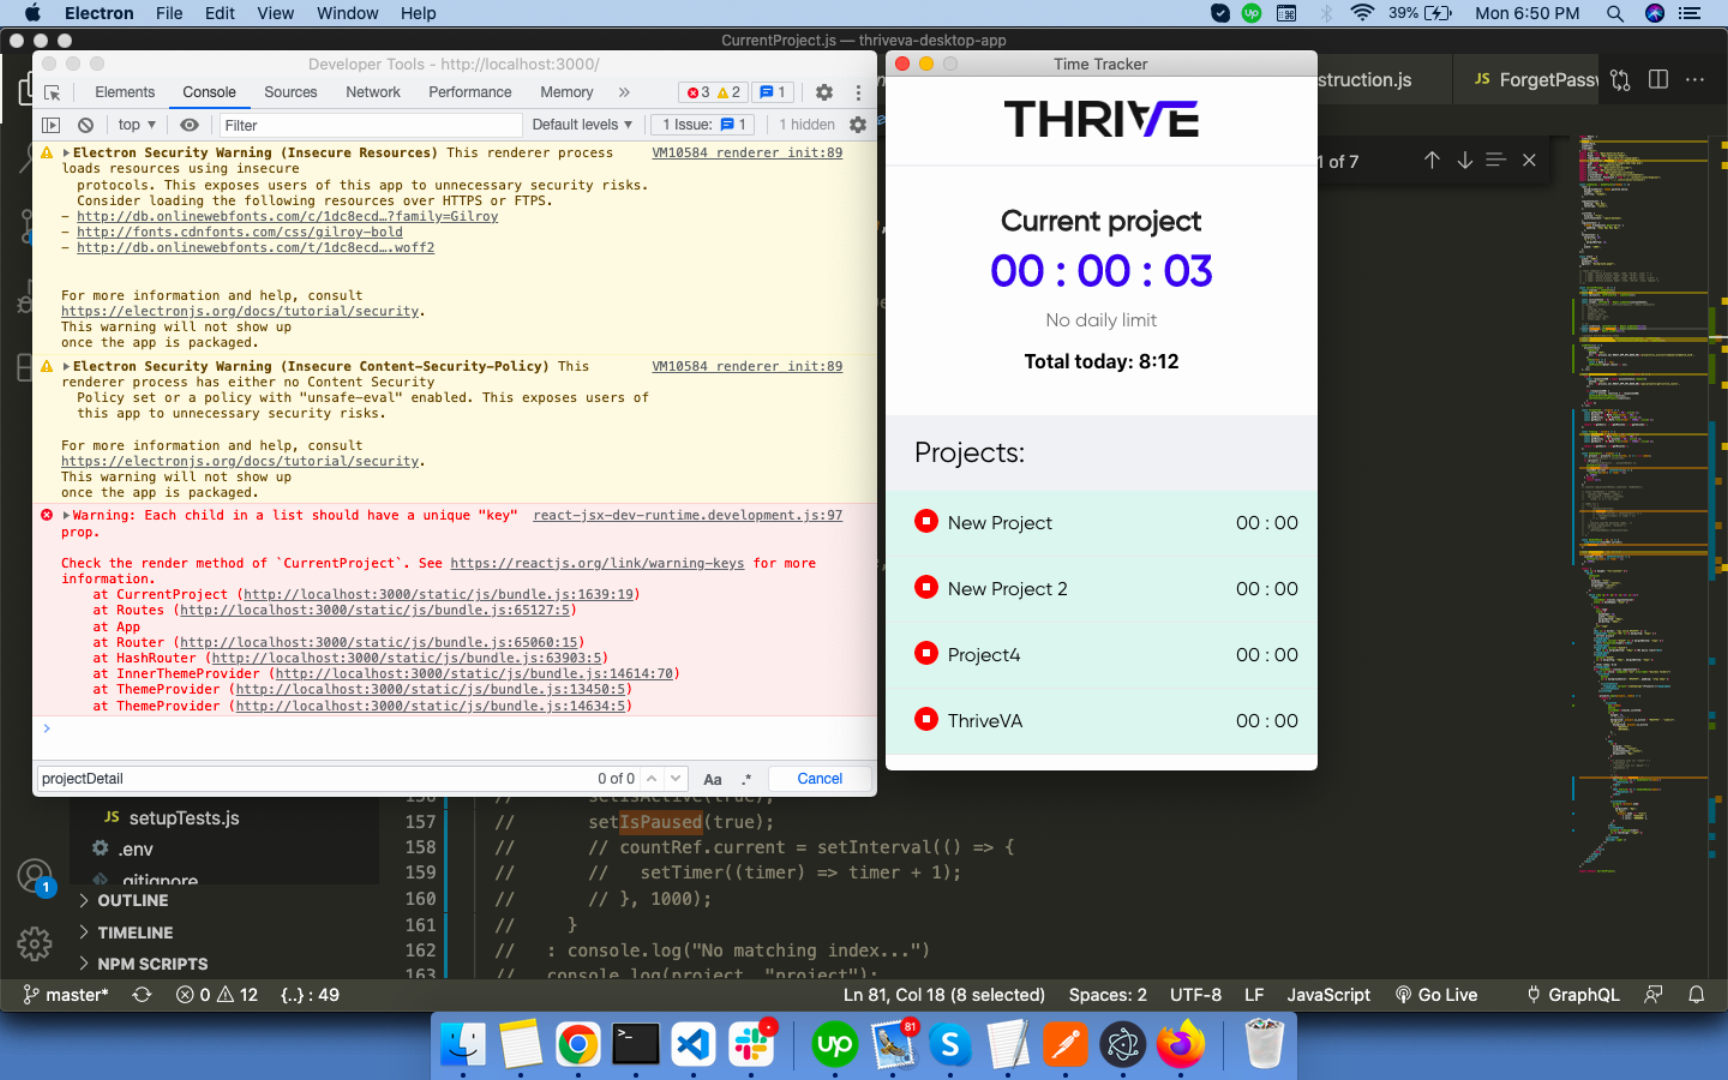 Electron File Edit View Window Help
up 39% Mon 6:50 PM
CurrentProject.js — thriveva-desktop-app
Developer Tools - http://localhost:3000/
Elements Console Sources Network Performance Memory » 3 2 1
top Filter Default levels 1 Issue: 1 1 hidden
Electron Security Warning (Insecure Resources) This renderer process VM10584 renderer init:89
loads resources using insecure
protocols. This exposes users of this app to unnecessary security risks.
Consider loading the following resources over HTTPS or FTPS.
- http://db.onlinewebfonts.com/c/1dc8ecd…?family=Gilroy
- http://fonts.cdnfonts.com/css/gilroy-bold
- http://db.onlinewebfonts.com/t/1dc8ecd….woff2
For more information and help, consult
https://electronjs.org/docs/tutorial/security.
This warning will not show up
once the app is packaged.
Electron Security Warning (Insecure Content-Security-Policy) This VM10584 renderer init:89
renderer process has either no Content Security
Policy set or a policy with "unsafe-eval" enabled. This exposes users of
this app to unnecessary security risks.
For more information and help, consult
https://electronjs.org/docs/tutorial/security.
This warning will not show up
once the app is packaged.
Warning: Each child in a list should have a unique "key" react-jsx-dev-runtime.development.js:97
prop.
Check the render method of `CurrentProject`. See https://reactjs.org/link/warning-keys for more
information.
at CurrentProject (http://localhost:3000/static/js/bundle.js:1639:19)
at Routes (http://localhost:3000/static/js/bundle.js:65127:5)
at App
at Router (http://localhost:3000/static/js/bundle.js:65060:15)
at HashRouter (http://localhost:3000/static/js/bundle.js:63903:5)
at InnerThemeProvider (http://localhost:3000/static/js/bundle.js:14614:70)
at ThemeProvider (http://localhost:3000/static/js/bundle.js:13450:5)
at ThemeProvider (http://localhost:3000/static/js/bundle.js:14634:5)
projectDetail 0 of 0 Aa .* Cancel
Time Tracker
THRIVE
Current project
00 : 00 : 03
No daily limit
Total today: 8:12
Projects:
New Project 00 : 00
New Project 2 00 : 00
Project4 00 : 00
ThriveVA 00 : 00
struction.js JS ForgetPassw
1 of 7
JS setupTests.js
.env
.gitignore
OUTLINE
TIMELINE
NPM SCRIPTS
1
156 // setIsActive(true);
157 // setIsPaused(true);
158 // // countRef.current = setInterval(() => {
159 // // setTimer((timer) => timer + 1);
160 // // }, 1000);
161 // }
162 // : console.log("No matching index...")
163 // console.log(project, "project");
master* 0 12 {..} : 49 Ln 81, Col 18 (8 selected) Spaces: 2 UTF-8 LF JavaScript Go Live GraphQL
up 81 S